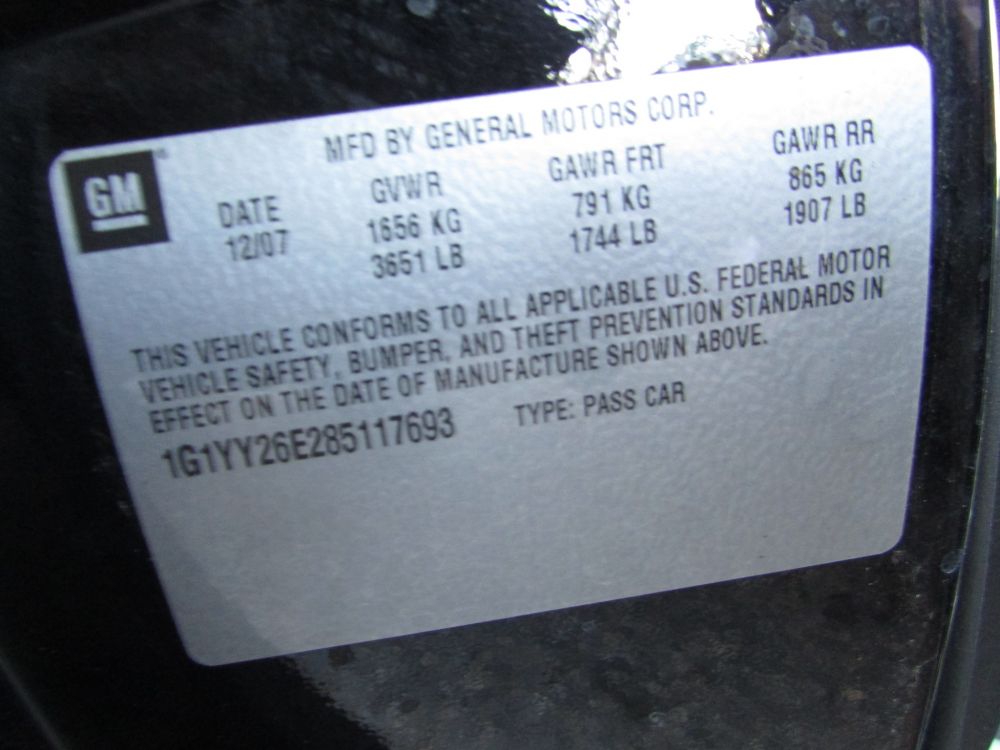 MFD BY GENERAL MOTORS CORP.
GM
DATE GVWR GAWR FRT GAWR RR
12/07 1656 KG 791 KG 865 KG
3651 LB 1744 LB 1907 LB
THIS VEHICLE CONFORMS TO ALL APPLICABLE U.S. FEDERAL MOTOR
VEHICLE SAFETY, BUMPER, AND THEFT PREVENTION STANDARDS IN
EFFECT ON THE DATE OF MANUFACTURE SHOWN ABOVE.
1G1YY26E285117693 TYPE: PASS CAR